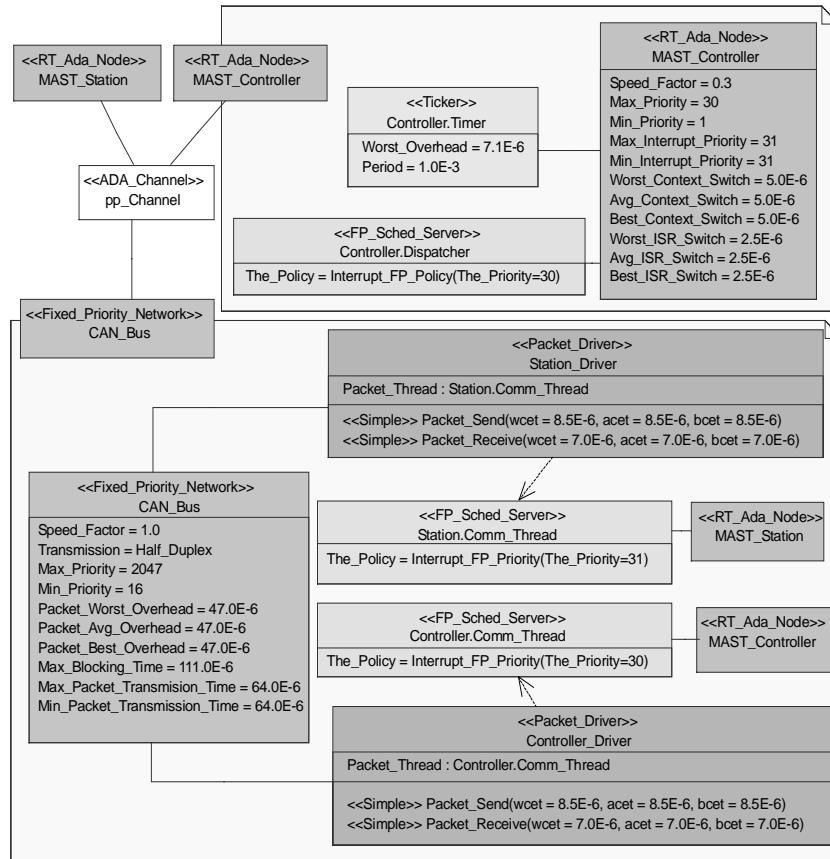 <<RT_Ada_Node>>
MAST_Station
<<RT_Ada_Node>>
MAST_Controller
<<ADA_Channel>>
pp_Channel
<<Fixed_Priority_Network>>
CAN_Bus
<<Ticker>>
Controller.Timer
Worst_Overhead = 7.1E-6
Period = 1.0E-3
<<FP_Sched_Server>>
Controller.Dispatcher
The_Policy = Interrupt_FP_Policy(The_Priority=30)
<<RT_Ada_Node>>
MAST_Controller
Speed_Factor = 0.3
Max_Priority = 30
Min_Priority = 1
Max_Interrupt_Priority = 31
Min_Interrupt_Priority = 31
Worst_Context_Switch = 5.0E-6
Avg_Context_Switch = 5.0E-6
Best_Context_Switch = 5.0E-6
Worst_ISR_Switch = 2.5E-6
Avg_ISR_Switch = 2.5E-6
Best_ISR_Switch = 2.5E-6
<<Packet_Driver>>
Station_Driver
Packet_Thread : Station.Comm_Thread
<<Simple>> Packet_Send(wcet = 8.5E-6, acet = 8.5E-6, bcet = 8.5E-6)
<<Simple>> Packet_Receive(wcet = 7.0E-6, acet = 7.0E-6, bcet = 7.0E-6)
<<Fixed_Priority_Network>>
CAN_Bus
Speed_Factor = 1.0
Transmission = Half_Duplex
Max_Priority = 2047
Min_Priority = 16
Packet_Worst_Overhead = 47.0E-6
Packet_Avg_Overhead = 47.0E-6
Packet_Best_Overhead = 47.0E-6
Max_Blocking_Time = 111.0E-6
Max_Packet_Transmision_Time = 64.0E-6
Min_Packet_Transmission_Time = 64.0E-6
<<FP_Sched_Server>>
Station.Comm_Thread
The_Policy = Interrupt_FP_Priority(The_Priority=31)
<<RT_Ada_Node>>
MAST_Station
<<FP_Sched_Server>>
Controller.Comm_Thread
The_Policy = Interrupt_FP_Priority(The_Priority=30)
<<RT_Ada_Node>>
MAST_Controller
<<Packet_Driver>>
Controller_Driver
Packet_Thread : Controller.Comm_Thread
<<Simple>> Packet_Send(wcet = 8.5E-6, acet = 8.5E-6, bcet = 8.5E-6)
<<Simple>> Packet_Receive(wcet = 7.0E-6, acet = 7.0E-6, bcet = 7.0E-6)